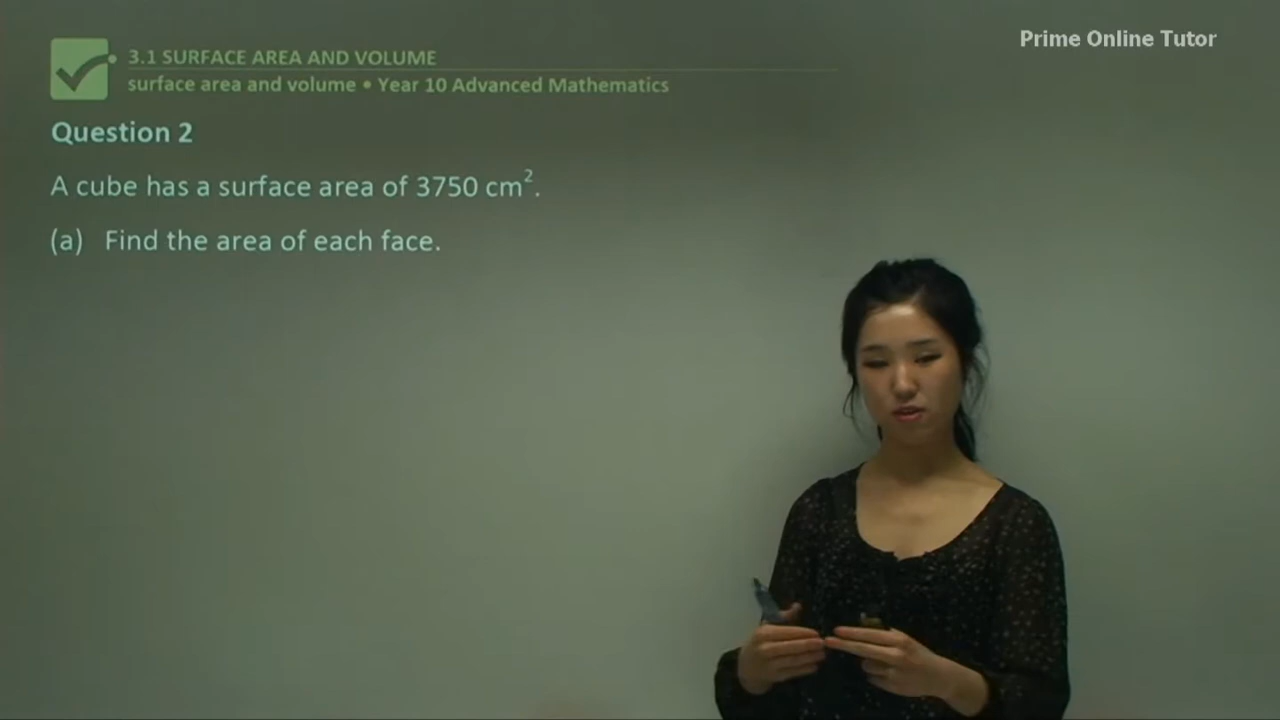 Prime Online Tutor
3.1 SURFACE AREA AND VOLUME
surface area and volume • Year 10 Advanced Mathematics
Question 2
A cube has a surface area of 3750 cm².
(a) Find the area of each face.